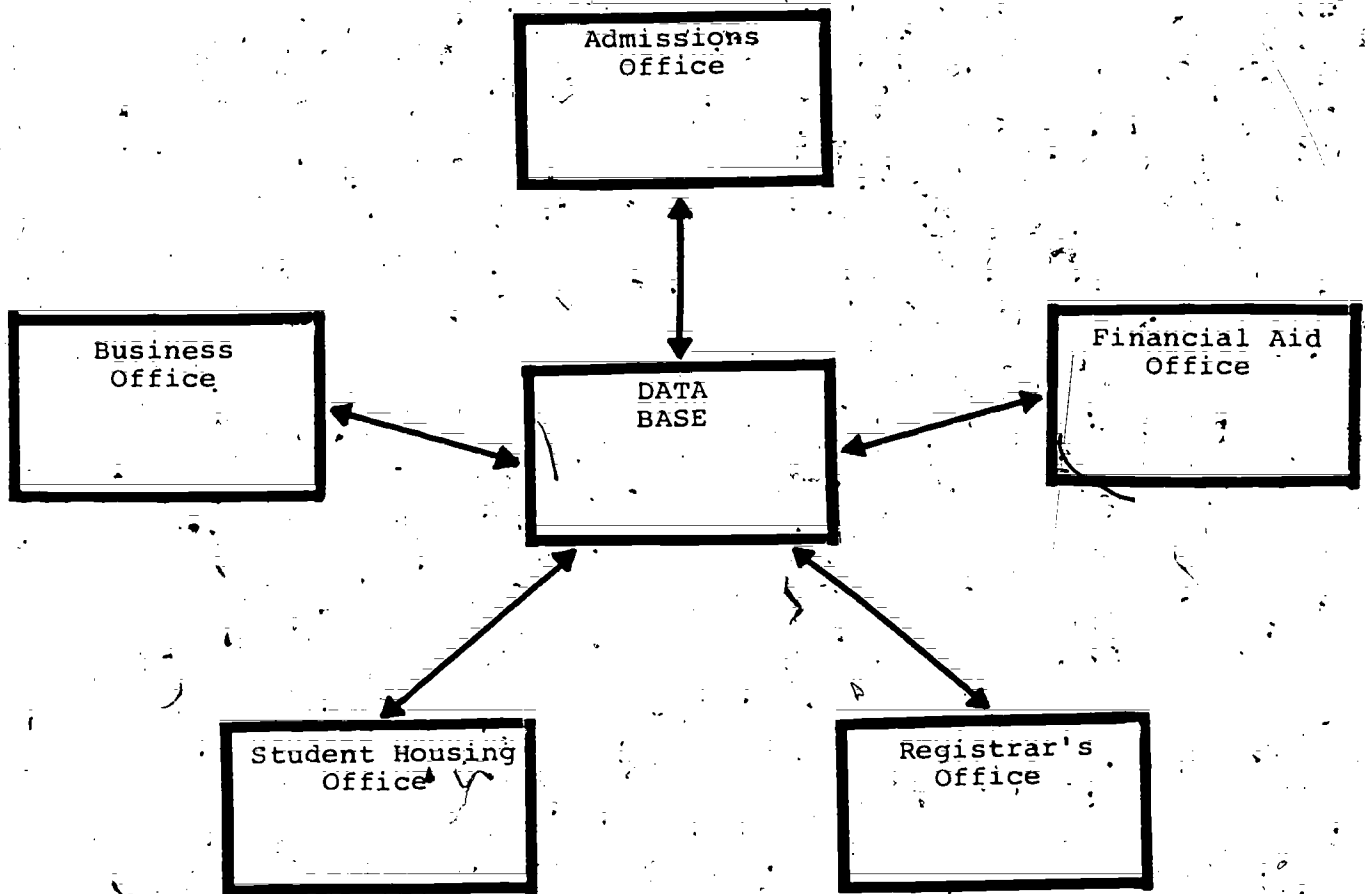 Admissions
Office
Business
Office
DATA
BASE
Financial Aid
Office
Student Housing
Office
Registrar's
Office